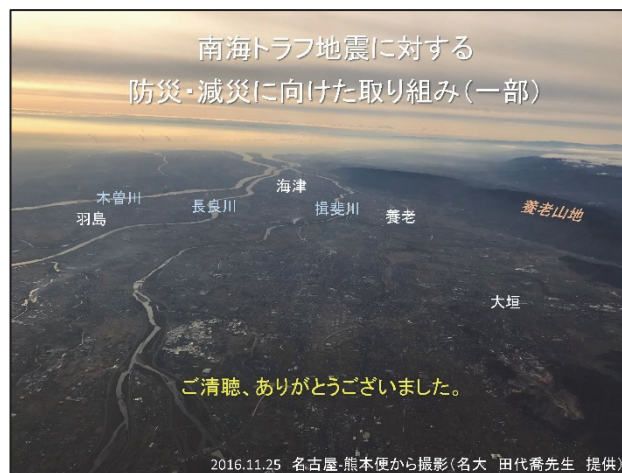 南海トラフ地震に対する
防災・減災に向けた取り組み(一部)
海津
木曽川
長良川
揖斐川
養老
養老山地
羽島
大垣
ご清聴、ありがとうございました。
2016.11.25 名古屋-熊本便から撮影(名大 田代喬先生 提供)